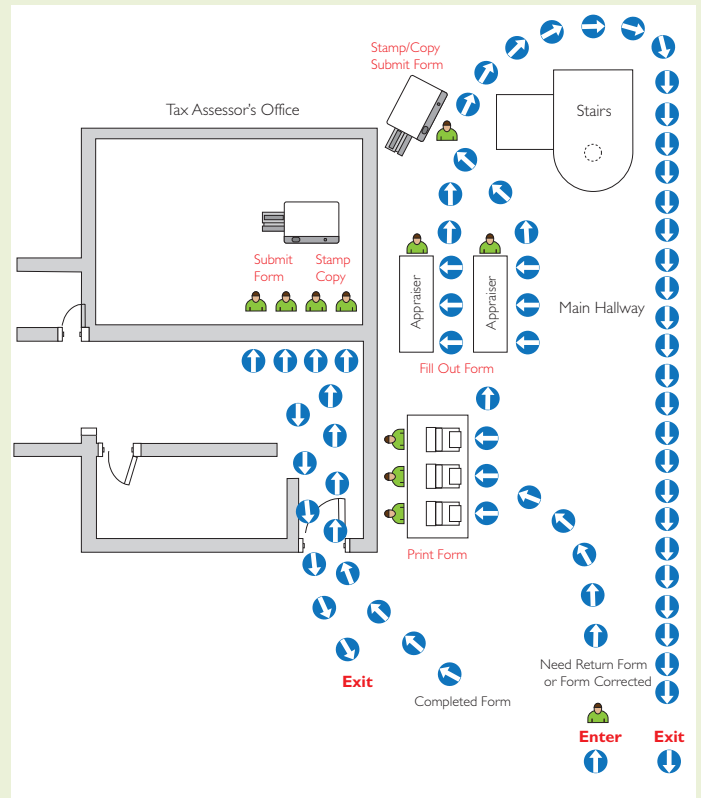 Stamp/Copy
Submit Form
Tax Assessor's Office
Stairs
Submit
Form
Stamp
Copy
Appraiser
Appraiser
Main Hallway
Fill Out Form
Print Form
Need Return Form
or Form Corrected
Exit
Completed Form
Enter
Exit